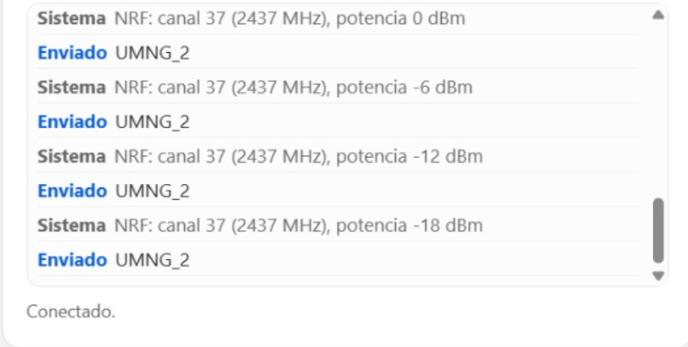 Sistema NRF: canal 37 (2437 MHz), potencia 0 dBm
Enviado UMNG_2
Sistema NRF: canal 37 (2437 MHz), potencia -6 dBm
Enviado UMNG_2
Sistema NRF: canal 37 (2437 MHz), potencia -12 dBm
Enviado UMNG_2
Sistema NRF: canal 37 (2437 MHz), potencia -18 dBm
Enviado UMNG_2
Conectado.